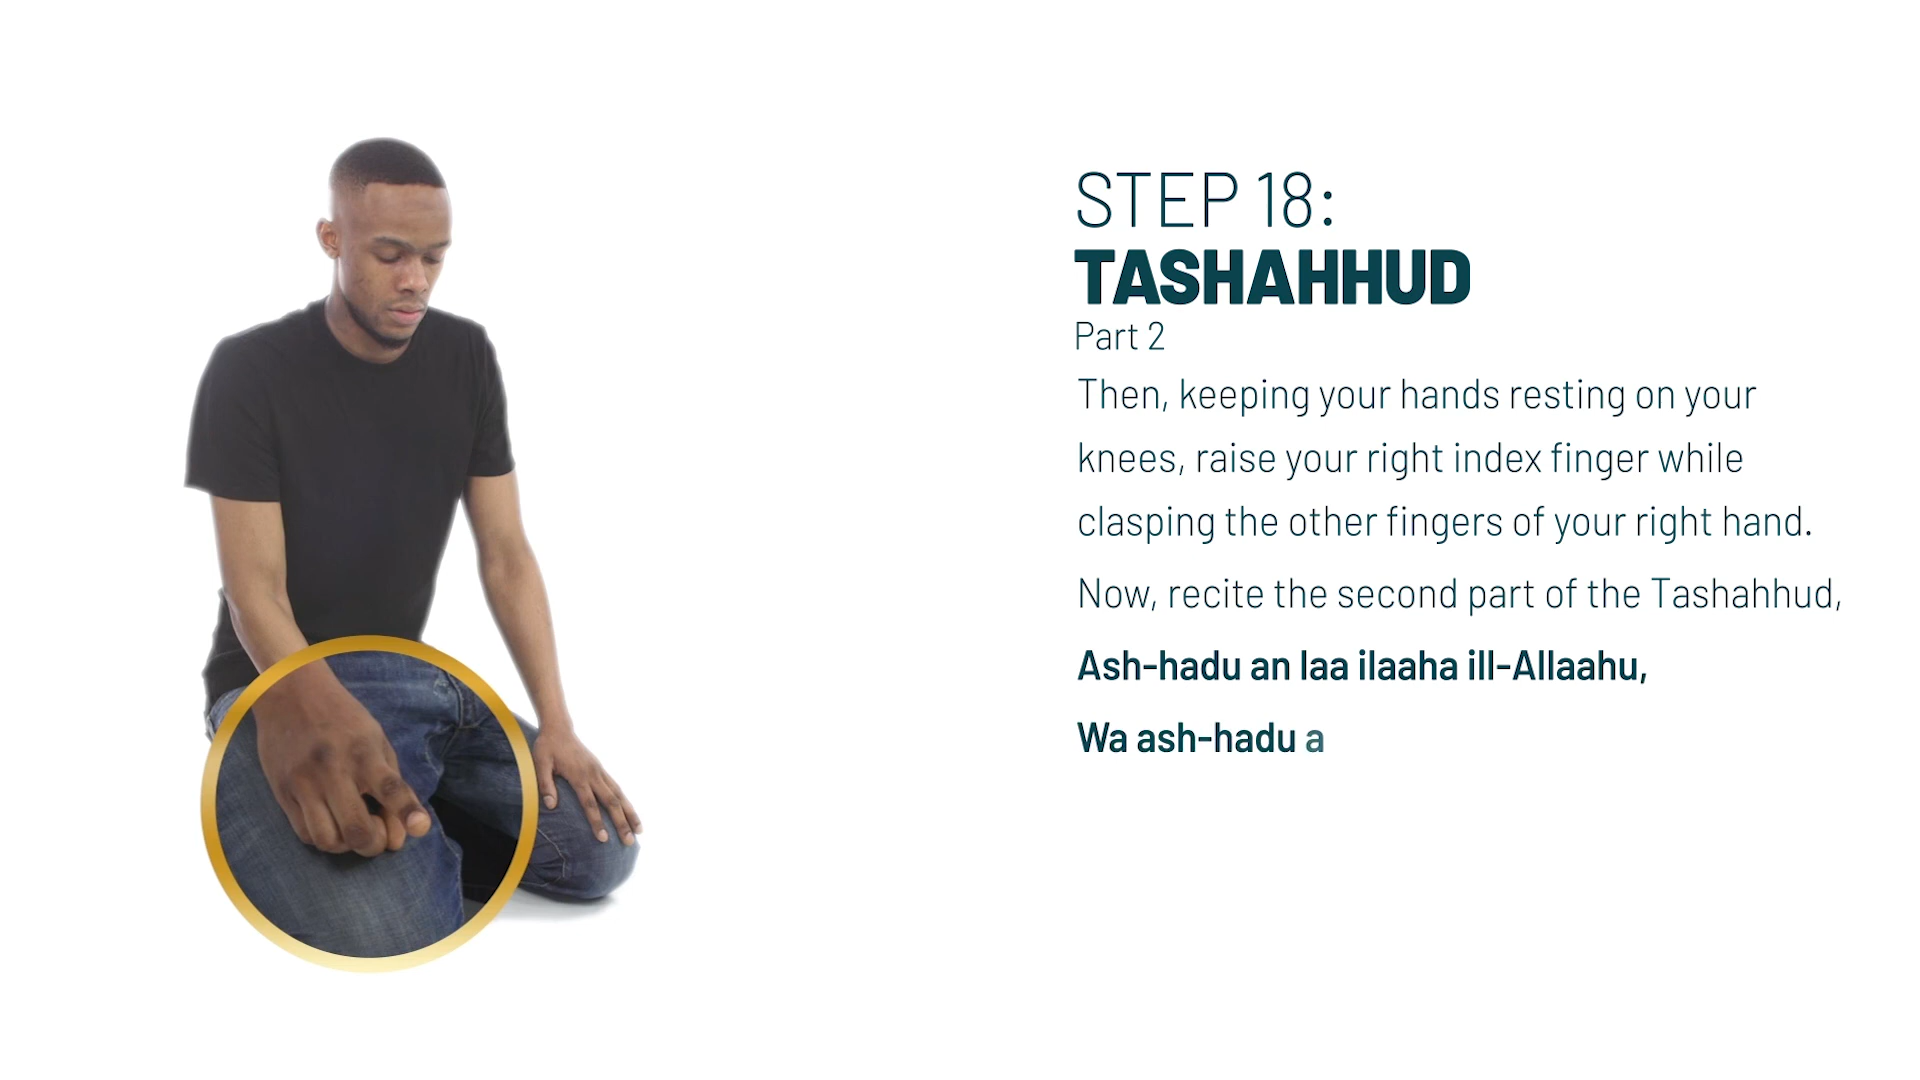 STEP 18:
TASHAHHUD
Part 2
Then, keeping your hands resting on your
knees, raise your right index finger while
clasping the other fingers of your right hand.
Now, recite the second part of the Tashahhud,
Ash-hadu an laa ilaaha ill-Allaahu,
Wa ash-hadu a